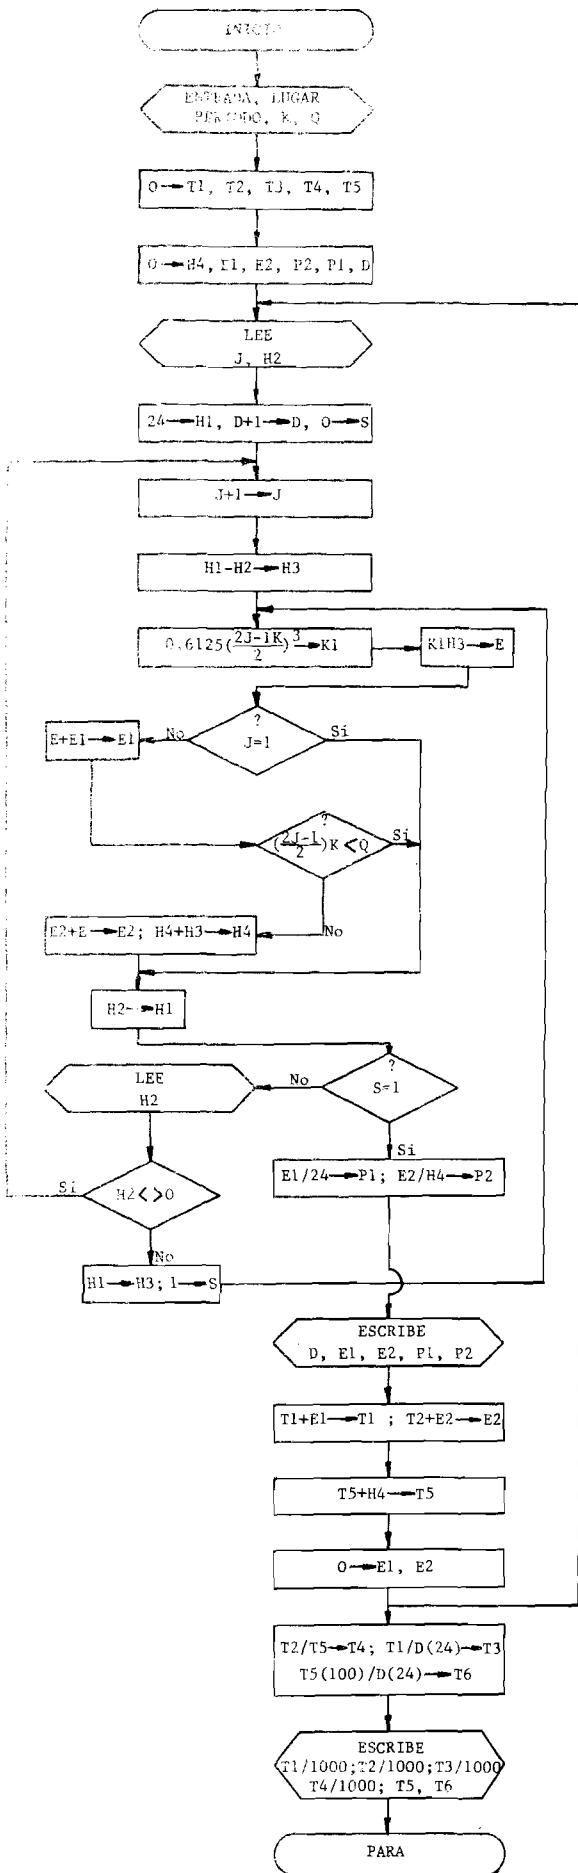 INICIO
ENTRADA, LUGAR
PERIODO, K, Q
O→T1, T2, T3, T4, T5
O→H4, E1, E2, P2, P1, D
LEE
J, H2
24→H1, D+1→D, O→S
J+1→J
H1-H2→H3
0.6125(2J-1K/2)³→K1
K1H3→E
?
J=1
No
Si
E+E1→E1
?
(2J-1/2)K<Q
Si
No
E2+E→E2; H4+H3→H4
H2→H1
?
S=1
No
Si
LEE
H2
E1/24→P1; E2/H4→P2
H2<>O
Si
No
H1→H3; 1→S
ESCRIBE
D, E1, E2, P1, P2
T1+E1→T1 ; T2+E2→E2
T5+H4→T5
O→E1, E2
T2/T5→T4; T1/D(24)→T3
T5(100)/D(24)→T6
ESCRIBE
T1/1000;T2/1000;T3/1000
T4/1000; T5, T6
PARA